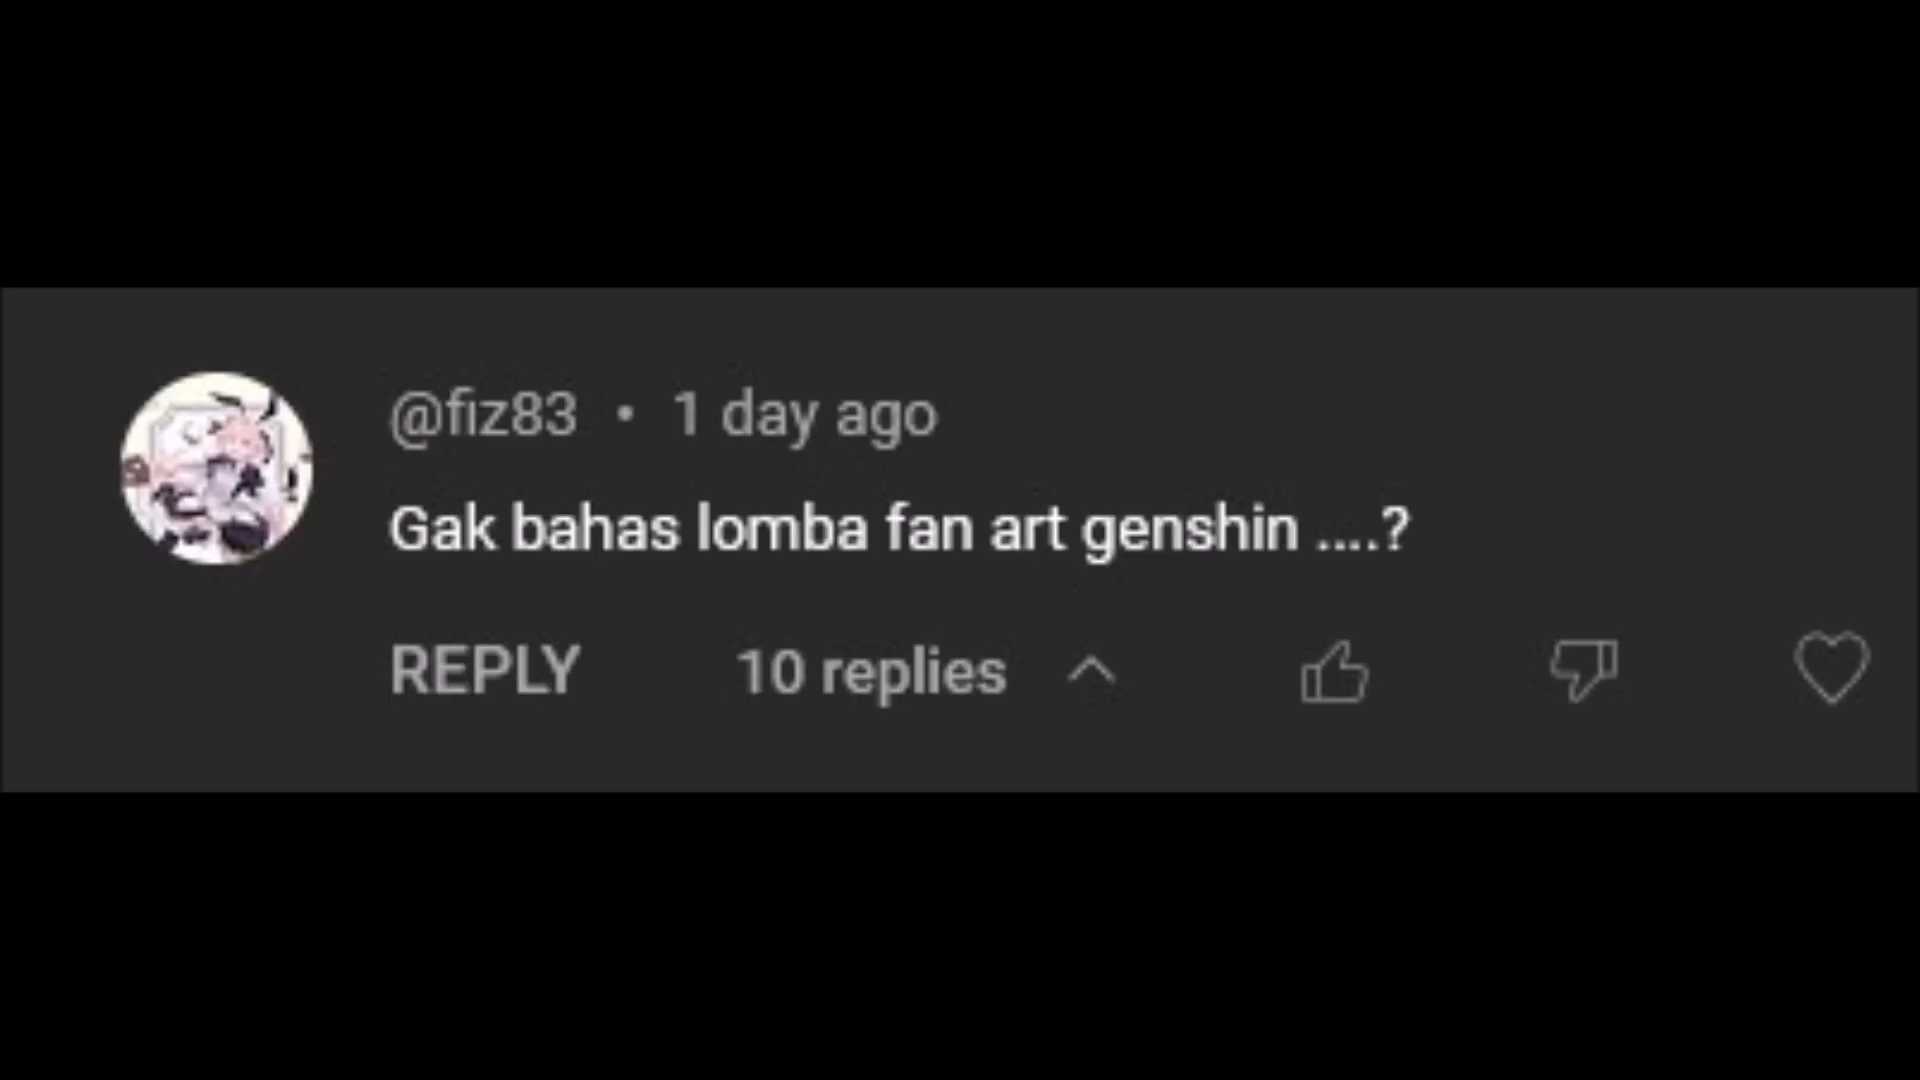 @fiz83 • 1 day ago
Gak bahas lomba fan art genshin ....?
REPLY 10 replies